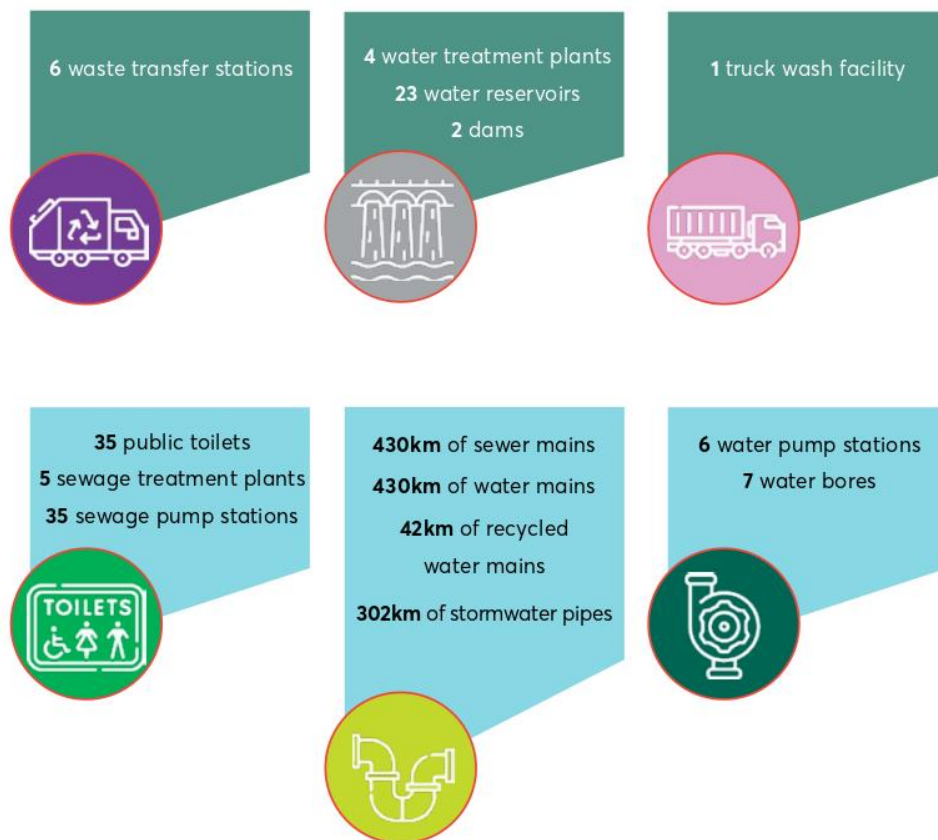 6 waste transfer stations
4 water treatment plants
23 water reservoirs
2 dams
1 truck wash facility
35 public toilets
5 sewage treatment plants
35 sewage pump stations
TOILETS
430km of sewer mains
430km of water mains
42km of recycled
water mains
302km of stormwater pipes
6 water pump stations
7 water bores